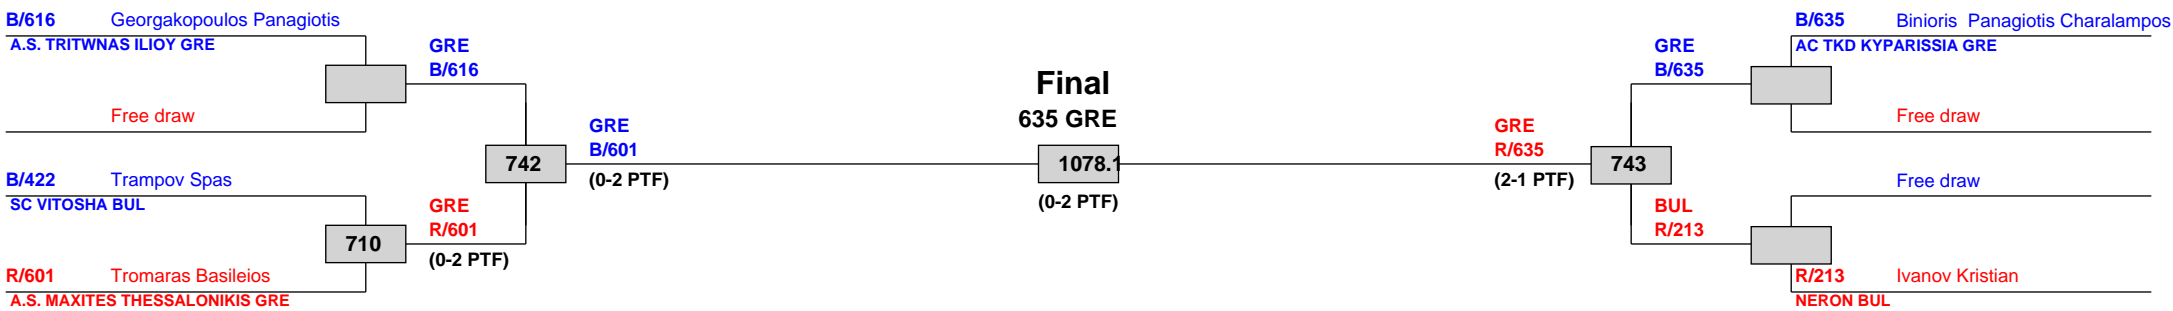 B/616 Georgakopoulos Panagiotis
A.S. TRITWNAS ILIOY GRE
GRE
B/616
Free draw
GRE
B/601
742
(0-2 PTF)
B/422 Trampov Spas
SC VITOSHA BUL
GRE
R/601
710
(0-2 PTF)
R/601 Tromaras Basileios
A.S. MAXITES THESSALONIKIS GRE
Final
635 GRE
1078.1
(0-2 PTF)
B/635 Binioris Panagiotis Charalampos
AC TKD KYPARISSIA GRE
GRE
B/635
Free draw
GRE
R/635
743
(2-1 PTF)
Free draw
BUL
R/213
R/213 Ivanov Kristian
NERON BUL